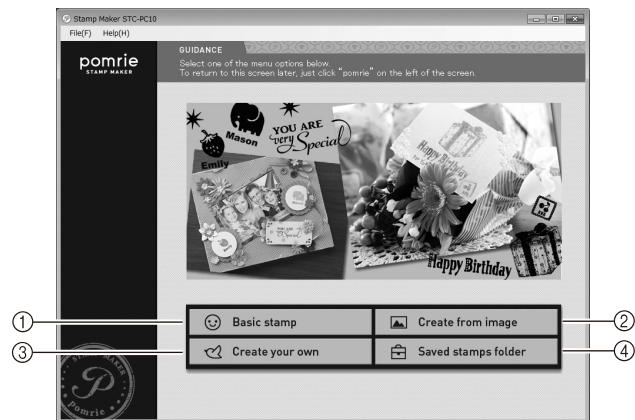 Stamp Maker STC-PC10
File(F) Help(H)
pomrie
STAMP MAKER
GUIDANCE
Select one of the menu options below.
To return to this screen later, just click "pomrie" on the left of the screen.
Mason
Emily
YOU ARE
very Special
Happy Birthday
Happy Birthday
① Basic stamp
Create from image ②
③ Create your own
Saved stamps folder ④
STAMP MAKER
P
pomrie